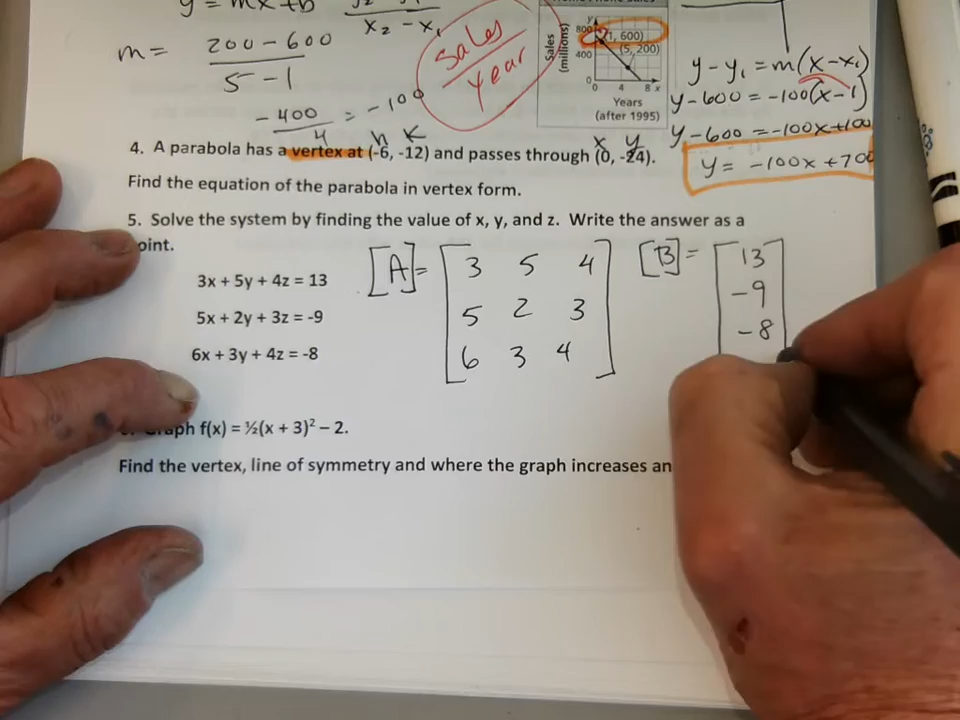 y = mx + b
x₂ - x₁
m = 200 - 600
5 - 1
- 400 = -100
4
Sales
Year
Sales
(millions)
y
800
400
0 4 8 x
(1, 600)
(5, 200)
Years
(after 1995)
y - y₁ = m(x - x₁)
y - 600 = -100(x - 1)
y - 600 = -100x + 100
y = -100x + 700
h K x y
4. A parabola has a vertex at (-6, -12) and passes through (0, -24).
Find the equation of the parabola in vertex form.
5. Solve the system by finding the value of x, y, and z. Write the answer as a
oint.
3x + 5y + 4z = 13
5x + 2y + 3z = -9
6x + 3y + 4z = -8
[A] = 3 5 4
5 2 3
6 3 4
[B] = 13
-9
-8
aph f(x) = ½(x + 3)² – 2.
Find the vertex, line of symmetry and where the graph increases an